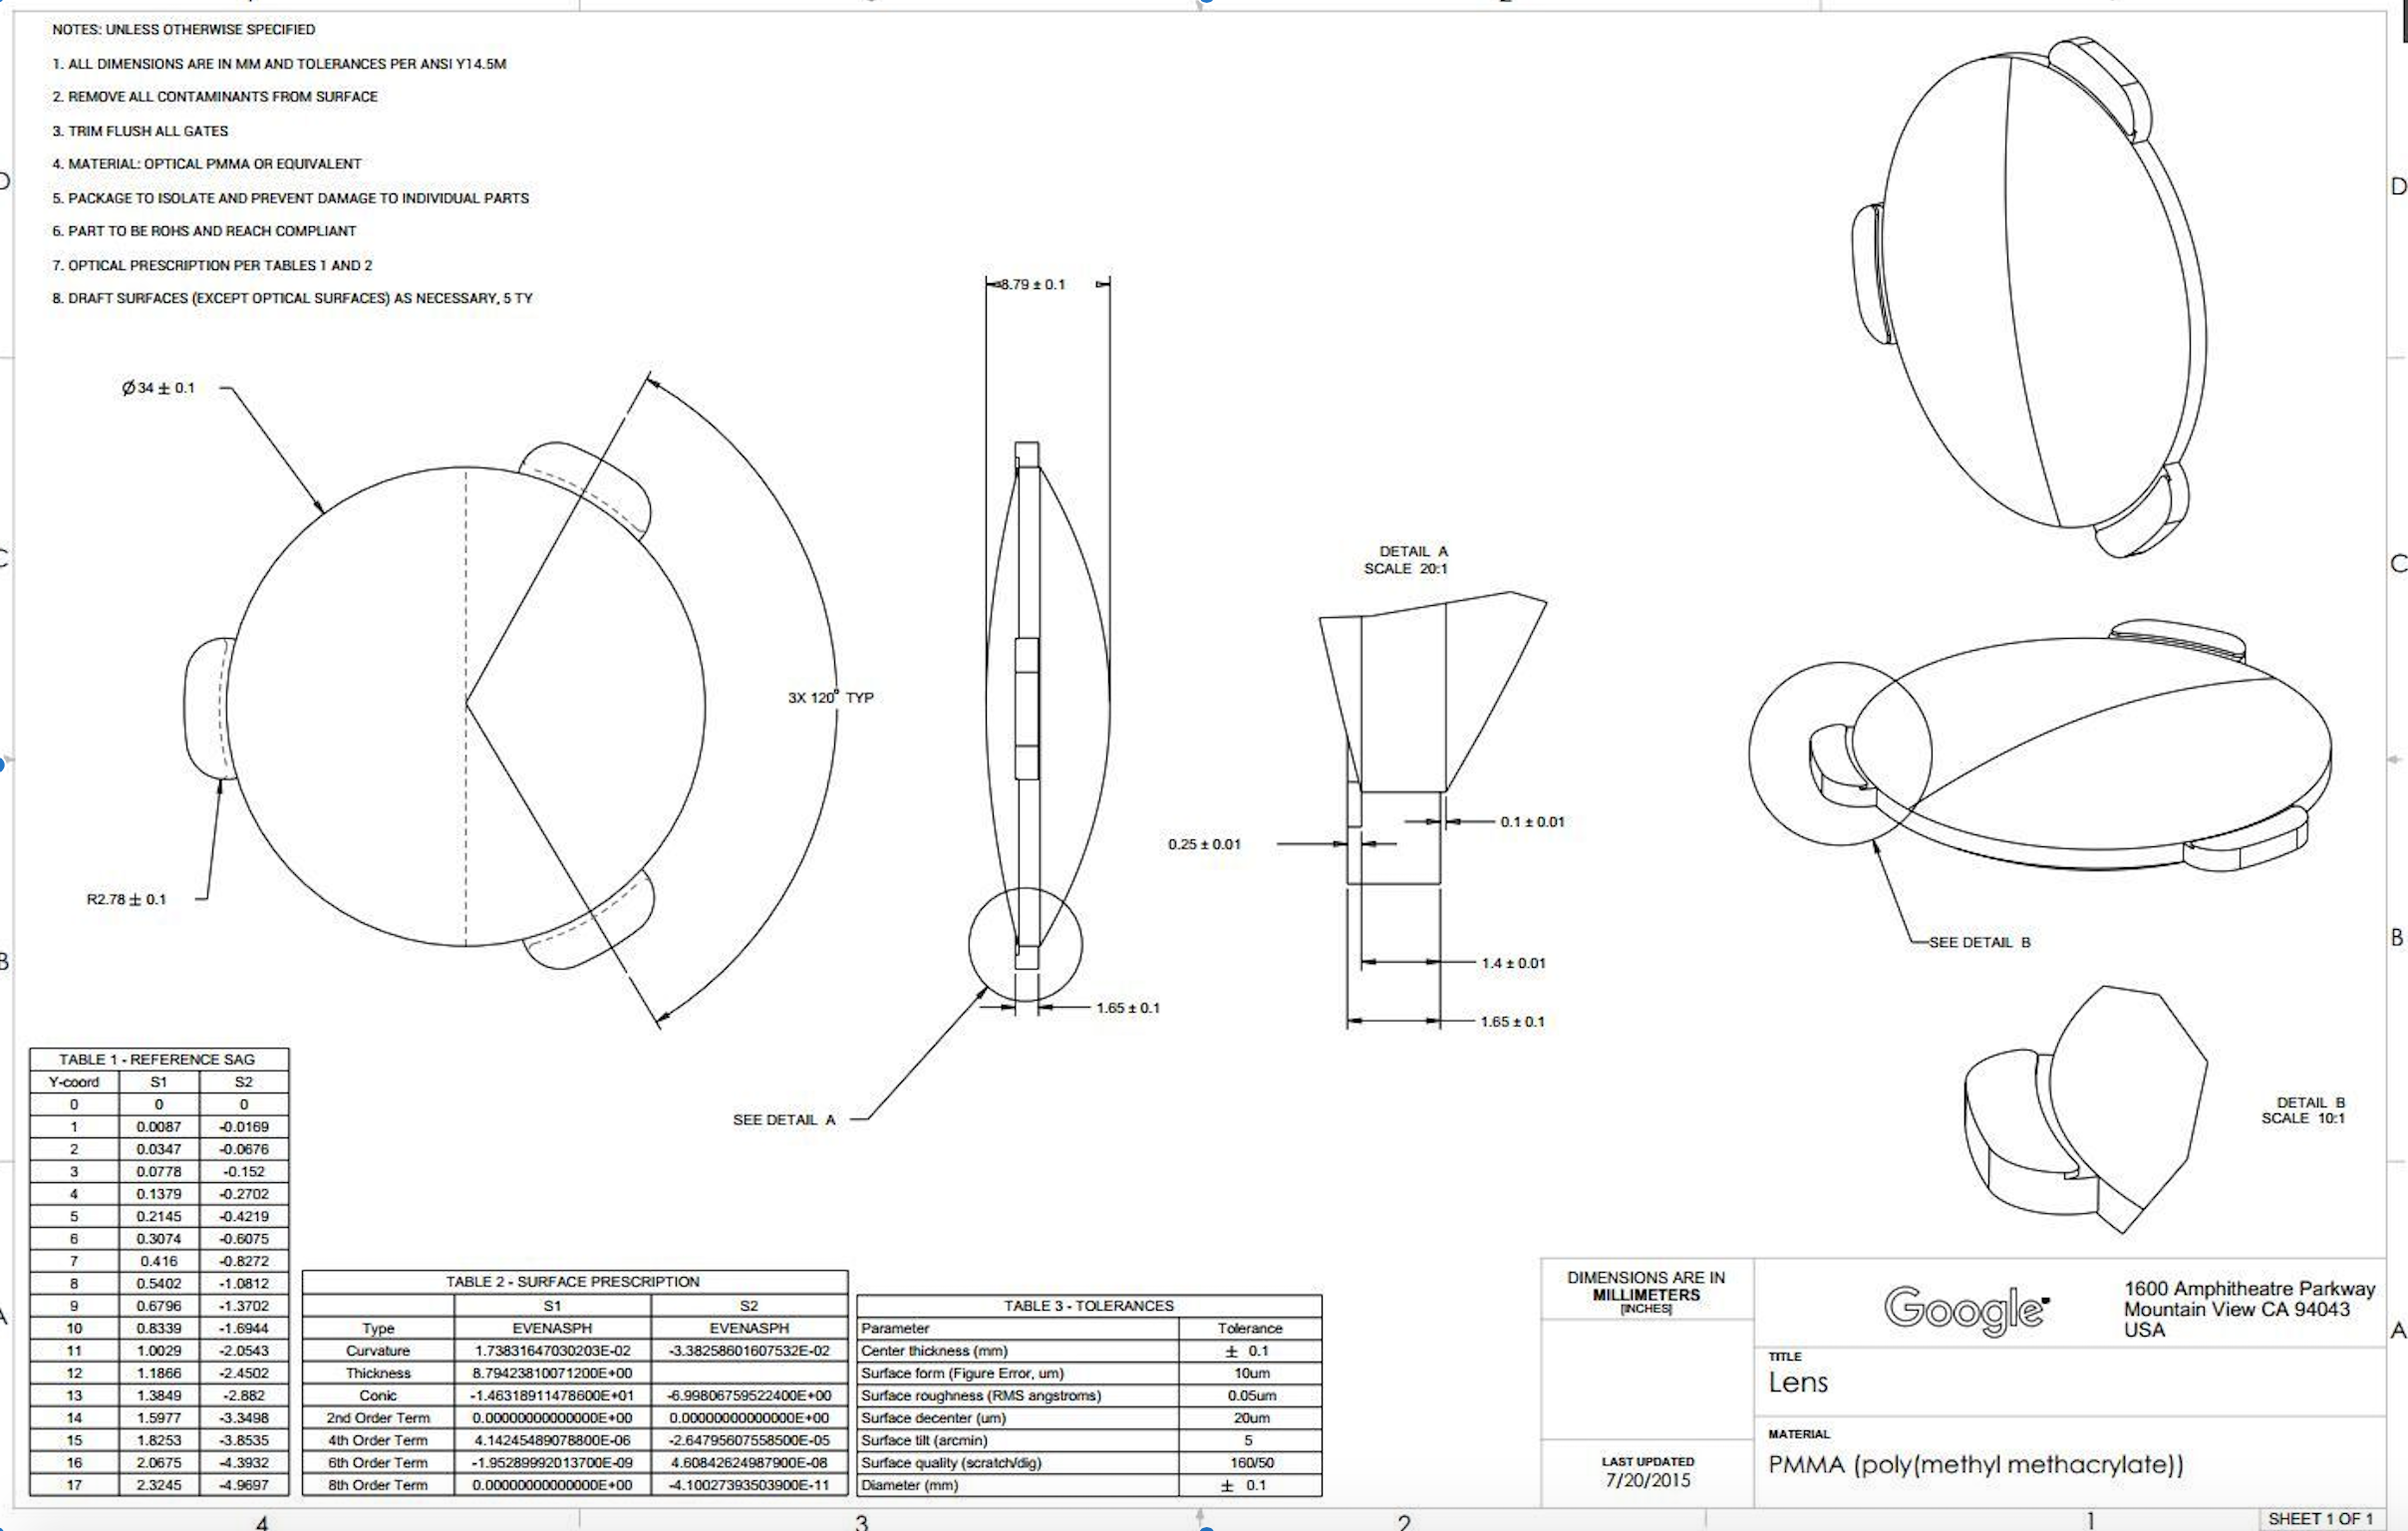 NOTES: UNLESS OTHERWISE SPECIFIED
1. ALL DIMENSIONS ARE IN MM AND TOLERANCES PER ANSI Y14.5M
2. REMOVE ALL CONTAMINANTS FROM SURFACE
3. TRIM FLUSH ALL GATES
4. MATERIAL: OPTICAL PMMA OR EQUIVALENT
5. PACKAGE TO ISOLATE AND PREVENT DAMAGE TO INDIVIDUAL PARTS
6. PART TO BE ROHS AND REACH COMPLIANT
7. OPTICAL PRESCRIPTION PER TABLES 1 AND 2
8. DRAFT SURFACES (EXCEPT OPTICAL SURFACES) AS NECESSARY, 5 TY
D
D
8.79 ± 0.1
Ø34 ± 0.1
3X 120° TYP
R2.78 ± 0.1
C
C
DETAIL A
SCALE 20:1
0.1 ± 0.01
0.25 ± 0.01
1.4 ± 0.01
1.65 ± 0.1
1.65 ± 0.1
SEE DETAIL A
SEE DETAIL B
B
B
DETAIL B
SCALE 10:1
TABLE 1 - REFERENCE SAG
Y-coord S1 S2
0 0 0
1 0.0087 -0.0169
2 0.0347 -0.0676
3 0.0778 -0.152
4 0.1379 -0.2702
5 0.2145 -0.4219
6 0.3074 -0.6075
7 0.416 -0.8272
8 0.5402 -1.0812
9 0.6796 -1.3702
10 0.8339 -1.6944
11 1.0029 -2.0543
12 1.1866 -2.4502
13 1.3849 -2.882
14 1.5977 -3.3498
15 1.8253 -3.8535
16 2.0675 -4.3932
17 2.3245 -4.9697
TABLE 2 - SURFACE PRESCRIPTION
S1 S2
Type EVENASPH EVENASPH
Curvature 1.73831647030203E-02 -3.38258601607532E-02
Thickness 8.79423810071200E+00
Conic -1.46318911478600E+01 -6.99806759522400E+00
2nd Order Term 0.00000000000000E+00 0.00000000000000E+00
4th Order Term 4.14245489078800E-06 -2.64795607558500E-05
6th Order Term -1.95289992013700E-09 4.60842624987900E-08
8th Order Term 0.00000000000000E+00 -4.10027393503900E-11
TABLE 3 - TOLERANCES
Parameter Tolerance
Center thickness (mm) ± 0.1
Surface form (Figure Error, um) 10um
Surface roughness (RMS angstroms) 0.05um
Surface decenter (um) 20um
Surface tilt (arcmin) 5
Surface quality (scratch/dig) 160/50
Diameter (mm) ± 0.1
DIMENSIONS ARE IN
MILLIMETERS
[INCHES]
LAST UPDATED
7/20/2015
Google
1600 Amphitheatre Parkway
Mountain View CA 94043
USA
TITLE
Lens
MATERIAL
PMMA (poly(methyl methacrylate))
A
A
4
3
2
1
SHEET 1 OF 1